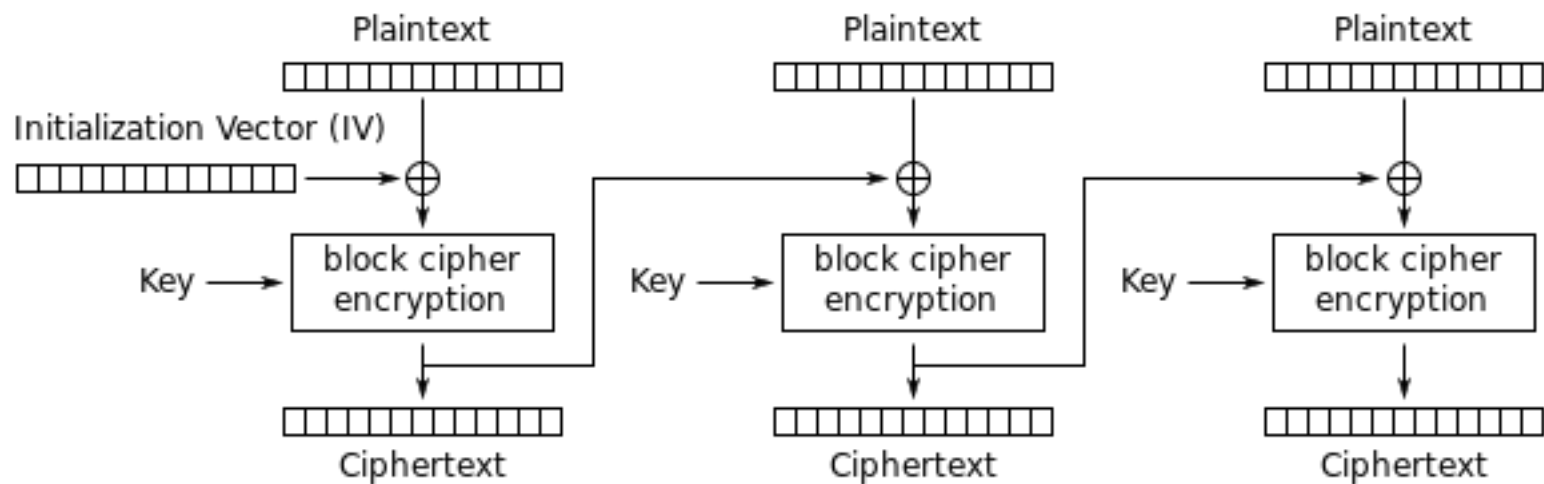 Plaintext
Plaintext
Plaintext
Initialization Vector (IV)
Key
block cipher
encryption
Key
block cipher
encryption
Key
block cipher
encryption
Ciphertext
Ciphertext
Ciphertext